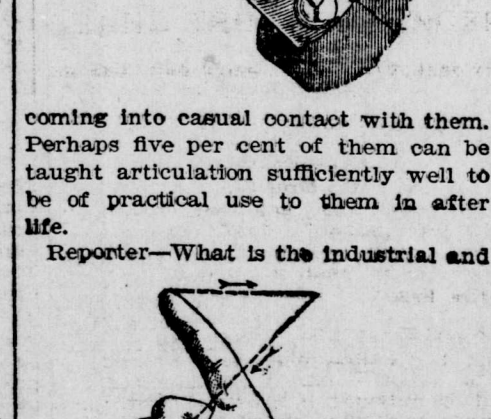 Y
coming into casual contact with them.
Perhaps five per cent of them can be
taught articulation sufficiently well to
be of practical use to them in after
life.
Reporter—What is the industrial and